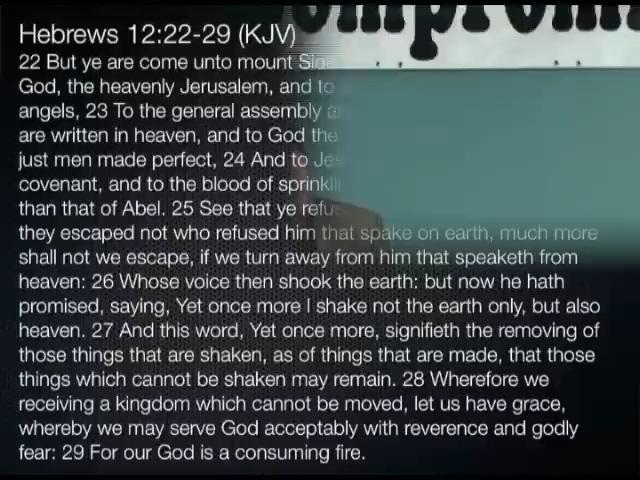 ompromi
Hebrews 12:22-29 (KJV)
22 But ye are come unto mount Sion
God, the heavenly Jerusalem, and to
angels, 23 To the general assembly a
are written in heaven, and to God the
just men made perfect, 24 And to Jes
covenant, and to the blood of sprinkli
than that of Abel. 25 See that ye refus
they escaped not who refused him that spake on earth, much more
shall not we escape, if we turn away from him that speaketh from
heaven: 26 Whose voice then shook the earth: but now he hath
promised, saying, Yet once more I shake not the earth only, but also
heaven. 27 And this word, Yet once more, signifieth the removing of
those things that are shaken, as of things that are made, that those
things which cannot be shaken may remain. 28 Wherefore we
receiving a kingdom which cannot be moved, let us have grace,
whereby we may serve God acceptably with reverence and godly
fear: 29 For our God is a consuming fire.